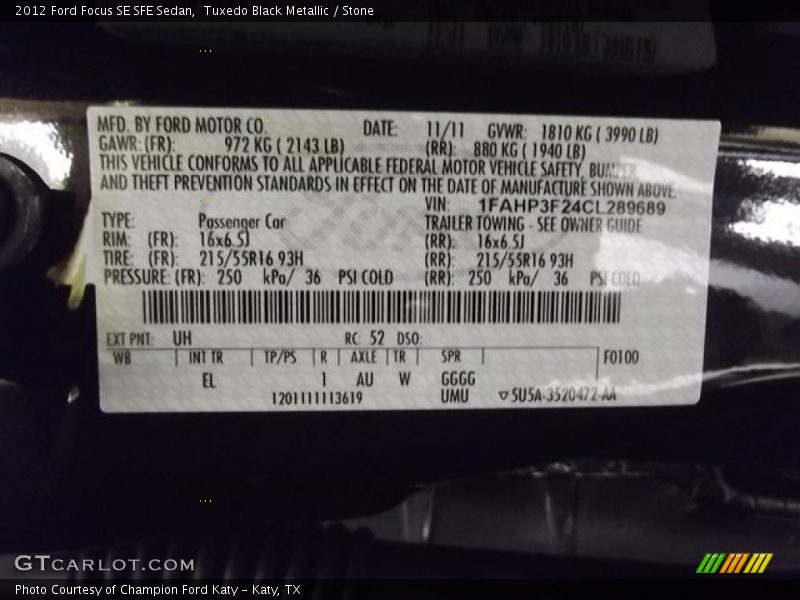 2012 Ford Focus SE SFE Sedan, Tuxedo Black Metallic / Stone
MFD. BY FORD MOTOR CO. DATE: 11/11 GVWR: 1810 KG ( 3990 LB)
GAWR: (FR): 972 KG ( 2143 LB) (RR): 880 KG ( 1940 LB)
THIS VEHICLE CONFORMS TO ALL APPLICABLE FEDERAL MOTOR VEHICLE SAFETY, BUMPER
AND THEFT PREVENTION STANDARDS IN EFFECT ON THE DATE OF MANUFACTURE SHOWN ABOVE.
VIN: 1FAHP3F24CL289689
TYPE: Passenger Car TRAILER TOWING - SEE OWNER GUIDE
RIM: (FR): 16x6.5J (RR): 16x6.5J
TIRE: (FR): 215/55R16 93H (RR): 215/55R16 93H
PRESSURE: (FR): 250 kPa/ 36 PSI COLD (RR): 250 kPa/ 36 PSI COLD
EXT PNT: UH RC: 52 DSO:
WB INT TR TP/PS R AXLE TR SPR F0100
EL 1 AU W GGGG
1201111113619 UMU ▽5U5A-3520472-AA
GTCARLOT.COM
Photo Courtesy of Champion Ford Katy - Katy, TX